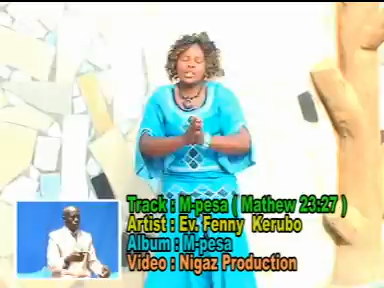 Track : M-pesa ( Mathew 23:27 )
Artist : Ev. Fenny Kerubo
Album : M-pesa
Video : Nigaz Production